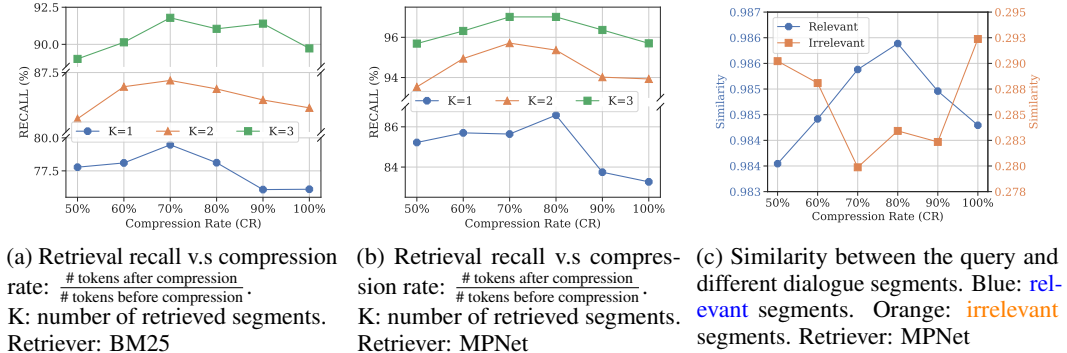 92.5
90.0
87.5
80.0
77.5
RECALL (%)
K=1 K=2 K=3
50% 60% 70% 80% 90% 100%
Compression Rate (CR)
96
94
86
84
RECALL (%)
K=1 K=2 K=3
50% 60% 70% 80% 90% 100%
Compression Rate (CR)
0.987
0.986
0.986
0.985
0.985
0.984
0.984
0.983
Similarity
Relevant
Irrelevant
0.295
0.293
0.290
0.288
0.285
0.283
0.280
0.278
Similarity
50% 60% 70% 80% 90% 100%
Compression Rate (CR)
(a) Retrieval recall v.s compression
rate: # tokens after compression / # tokens before compression.
K: number of retrieved segments.
Retriever: BM25
(b) Retrieval recall v.s compres-
sion rate: # tokens after compression / # tokens before compression.
K: number of retrieved segments.
Retriever: MPNet
(c) Similarity between the query and
different dialogue segments. Blue: rel-
evant segments. Orange: irrelevant
segments. Retriever: MPNet